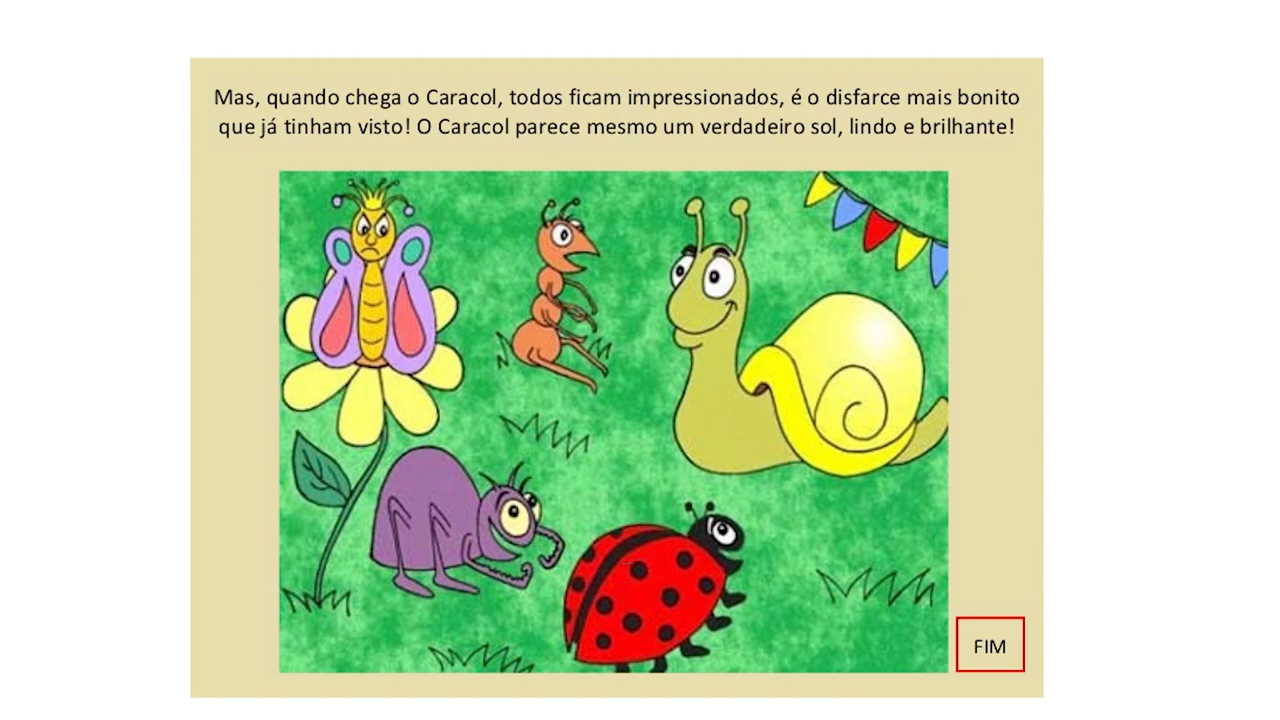 Mas, quando chega o Caracol, todos ficam impressionados, é o disfarce mais bonito
que já tinham visto! O Caracol parece mesmo um verdadeiro sol, lindo e brilhante!
FIM